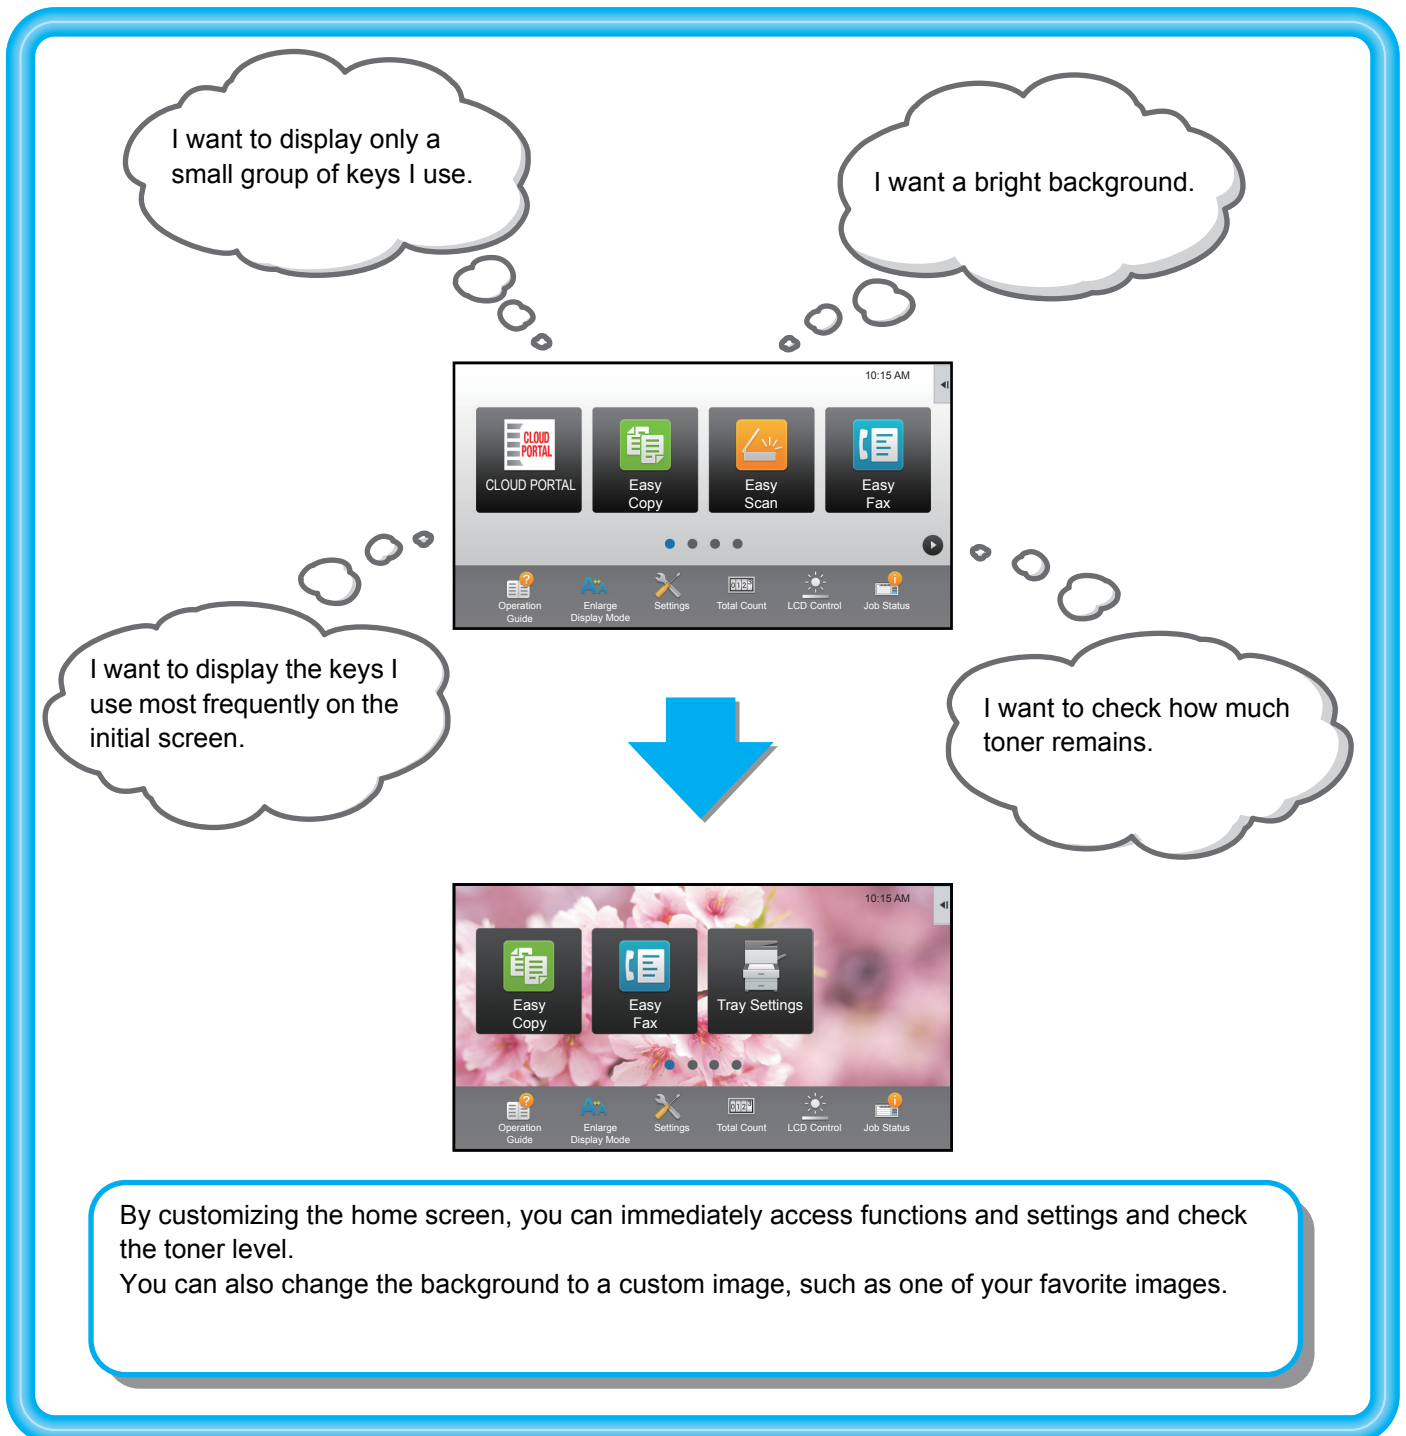 I want to display only a
small group of keys I use.
I want a bright background.
10:15 AM
CLOUD
PORTAL
CLOUD PORTAL
Easy
Copy
Easy
Scan
Easy
Fax
Operation
Guide
Enlarge
Display Mode
Settings
Total Count
LCD Control
Job Status
I want to display the keys I
use most frequently on the
initial screen.
I want to check how much
toner remains.
10:15 AM
Easy
Copy
Easy
Fax
Tray Settings
Operation
Guide
Enlarge
Display Mode
Settings
Total Count
LCD Control
Job Status
By customizing the home screen, you can immediately access functions and settings and check
the toner level.
You can also change the background to a custom image, such as one of your favorite images.